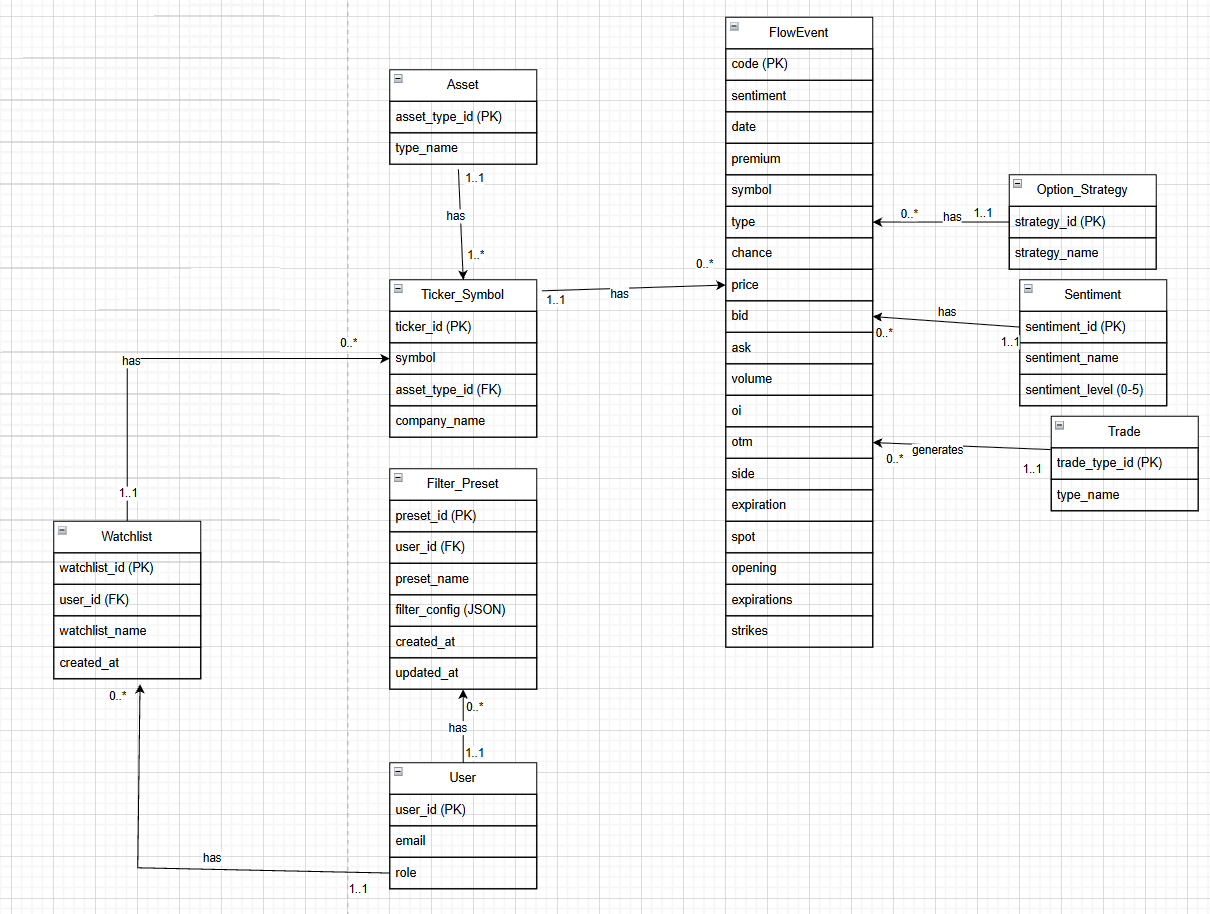 FlowEvent
code (PK)
sentiment
date
premium
symbol
type
chance
price
bid
ask
volume
oi
otm
side
expiration
spot
opening
expirations
strikes
Asset
asset_type_id (PK)
type_name
1..1
has
1..*
Ticker_Symbol
ticker_id (PK)
symbol
asset_type_id (FK)
company_name
1..1
has
0..*
Option_Strategy
strategy_id (PK)
strategy_name
0..*
has
1..1
Sentiment
sentiment_id (PK)
sentiment_name
sentiment_level (0-5)
has
0..*
1..1
Trade
trade_type_id (PK)
type_name
generates
0..*
1..1
0..*
has
1..1
Watchlist
watchlist_id (PK)
user_id (FK)
watchlist_name
created_at
0..*
Filter_Preset
preset_id (PK)
user_id (FK)
preset_name
filter_config (JSON)
created_at
updated_at
0..*
has
1..1
User
user_id (PK)
email
role
has
1..1